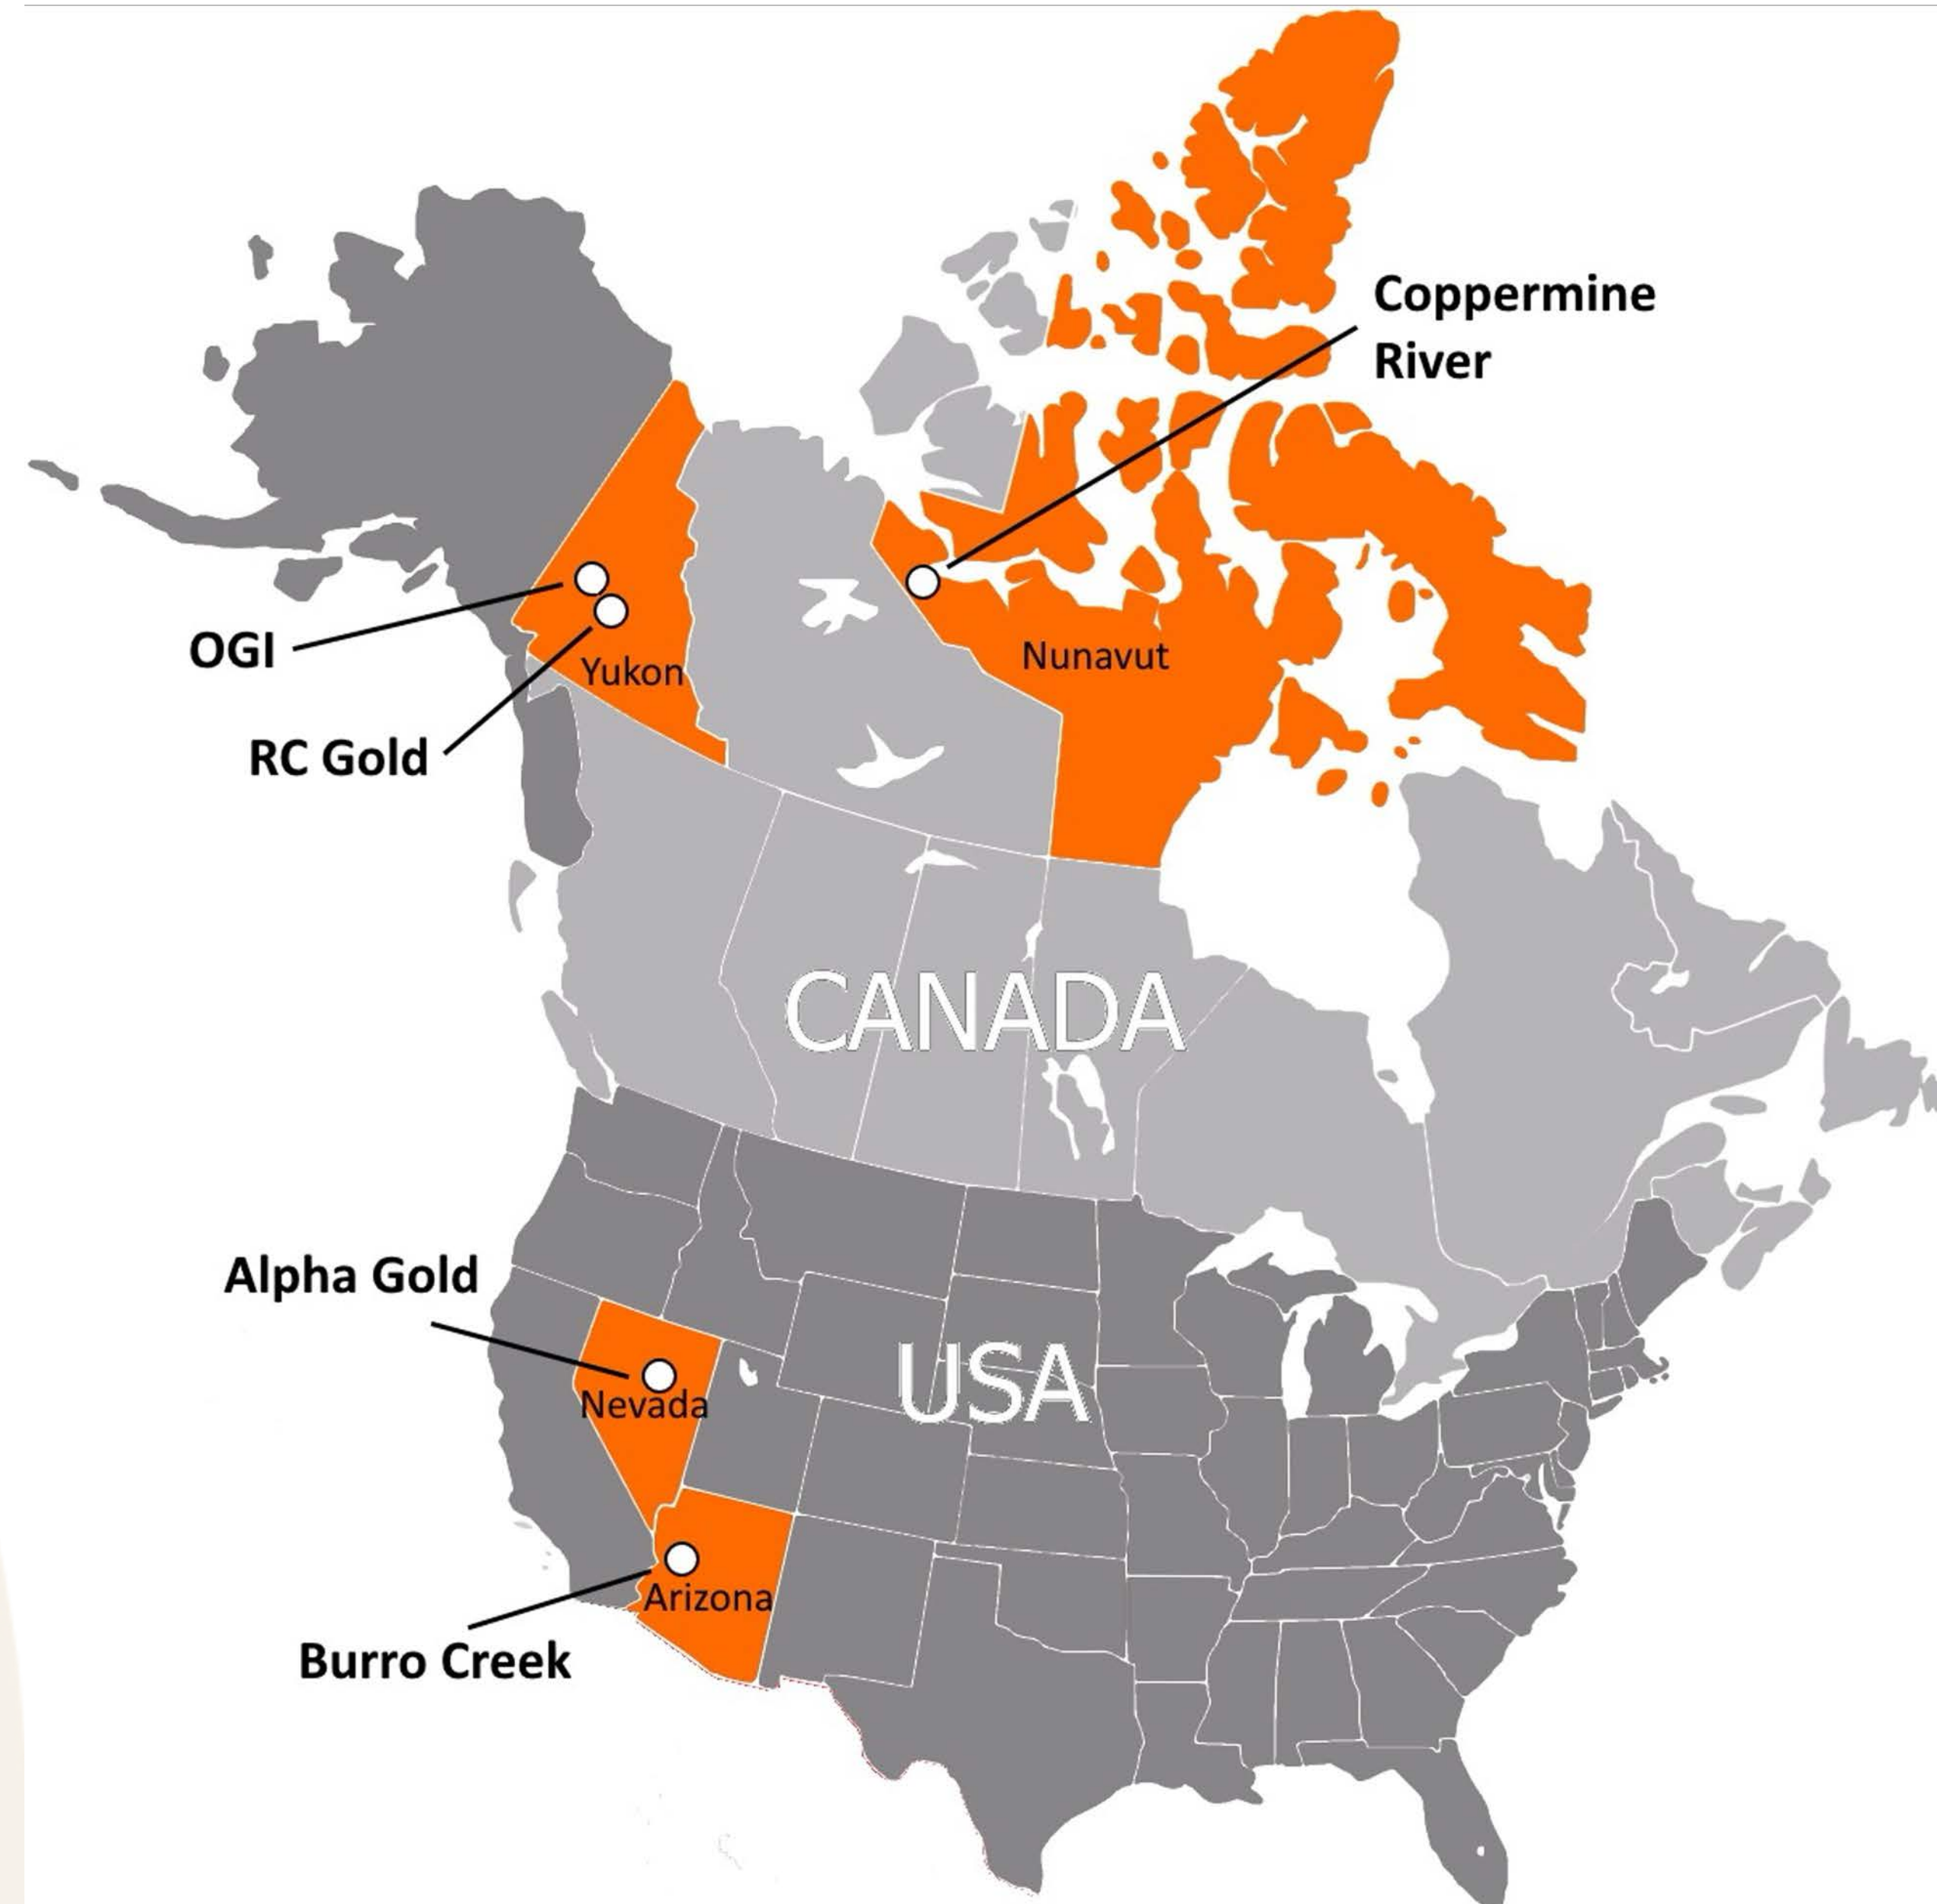 Coppermine
River
OGI
Nunavut
Yukon
RC Gold
CANADA
Alpha Gold
USA
Nevada
Arizona
Burro Creek